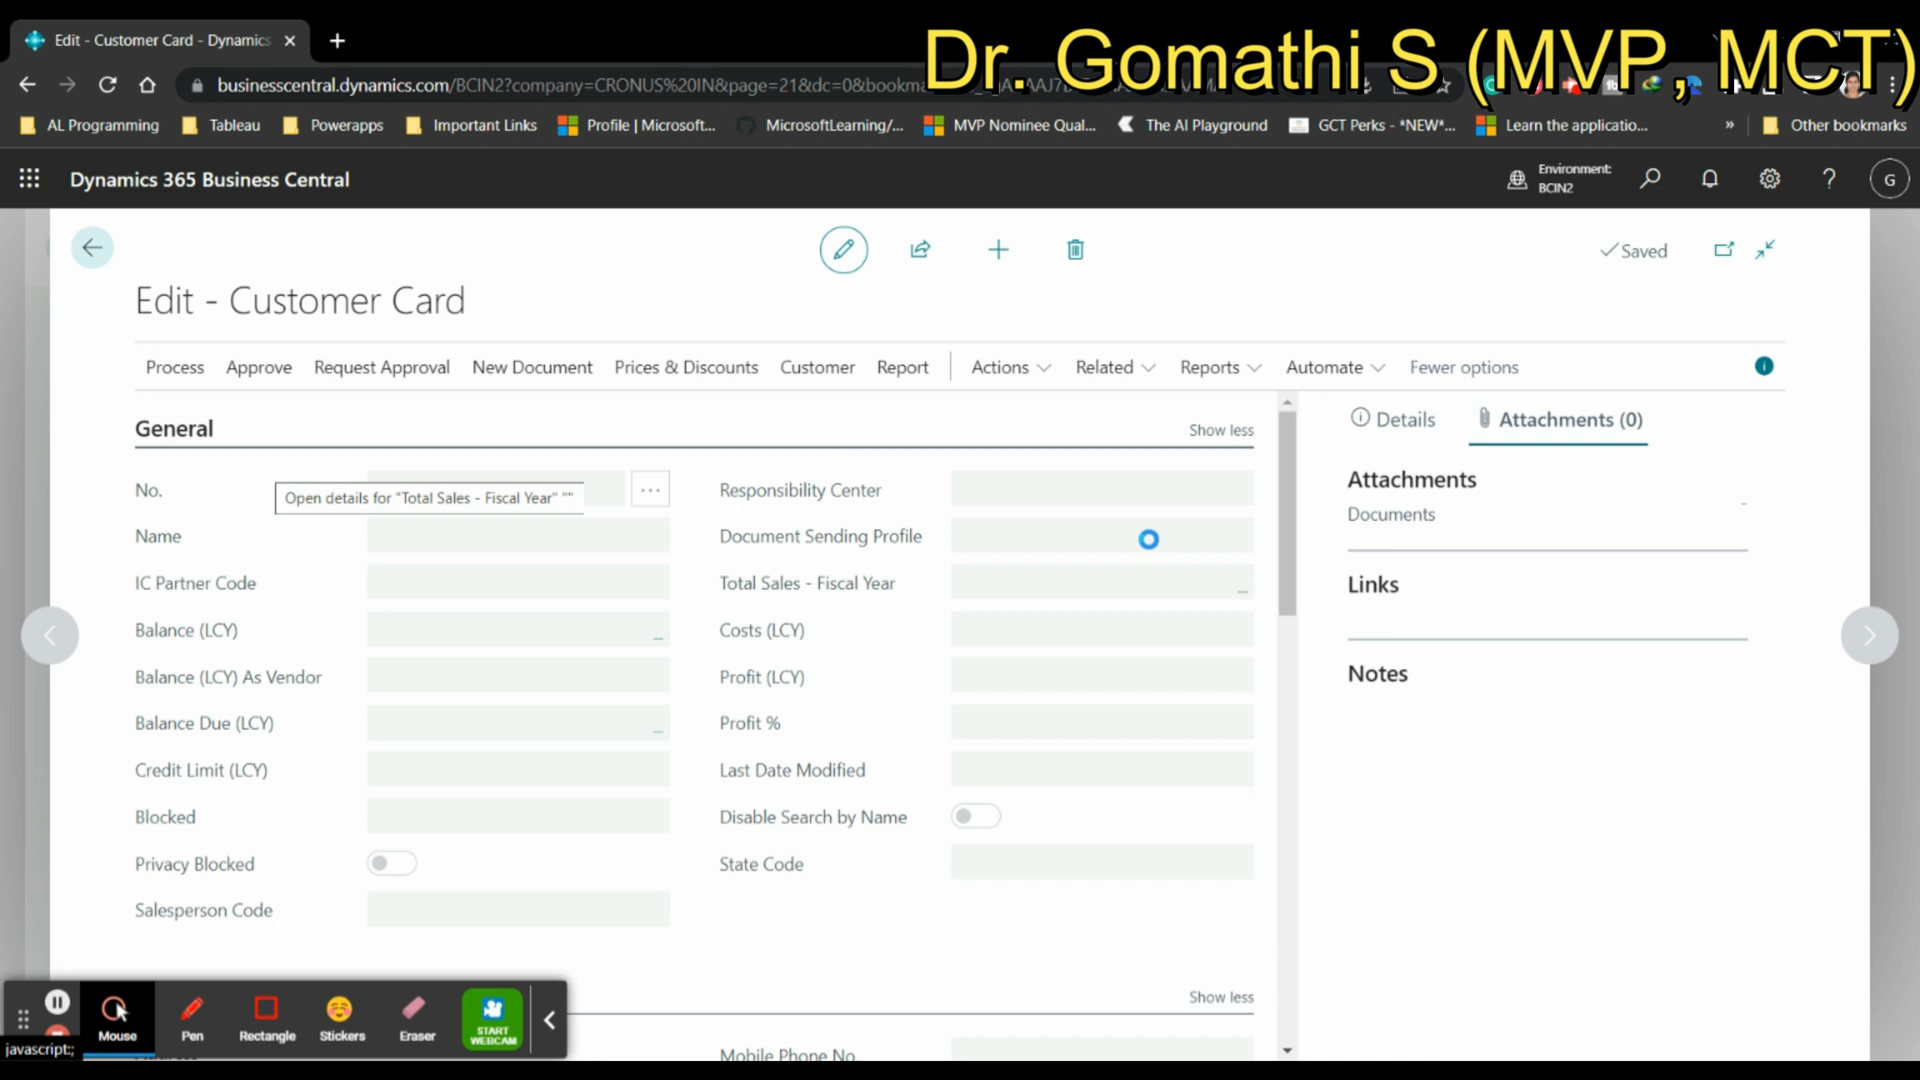 Edit - Customer Card - Dynamics
Dr. Gomathi S (MVP, MCT)
businesscentral.dynamics.com/BCIN2?company=CRONUS%20IN&page=21&dc=0&bookma
AL Programming
Tableau
Powerapps
Important Links
Profile | Microsoft...
MicrosoftLearning/...
MVP Nominee Qual...
The AI Playground
GCT Perks - *NEW*...
Learn the applicatio...
»
Other bookmarks
Dynamics 365 Business Central
Environment:
BCIN2
?
G
Saved
Edit - Customer Card
Process
Approve
Request Approval
New Document
Prices & Discounts
Customer
Report
Actions
Related
Reports
Automate
Fewer options
General
Show less
Details
Attachments (0)
No.
Open details for "Total Sales - Fiscal Year" ""
Name
IC Partner Code
Balance (LCY)
Balance (LCY) As Vendor
Balance Due (LCY)
Credit Limit (LCY)
Blocked
Privacy Blocked
Salesperson Code
Responsibility Center
Document Sending Profile
Total Sales - Fiscal Year
Costs (LCY)
Profit (LCY)
Profit %
Last Date Modified
Disable Search by Name
State Code
Attachments
Documents
Links
Notes
Show less
Mobile Phone No.
Mouse
Pen
Rectangle
Stickers
Eraser
START
WEBCAM
javascript:;